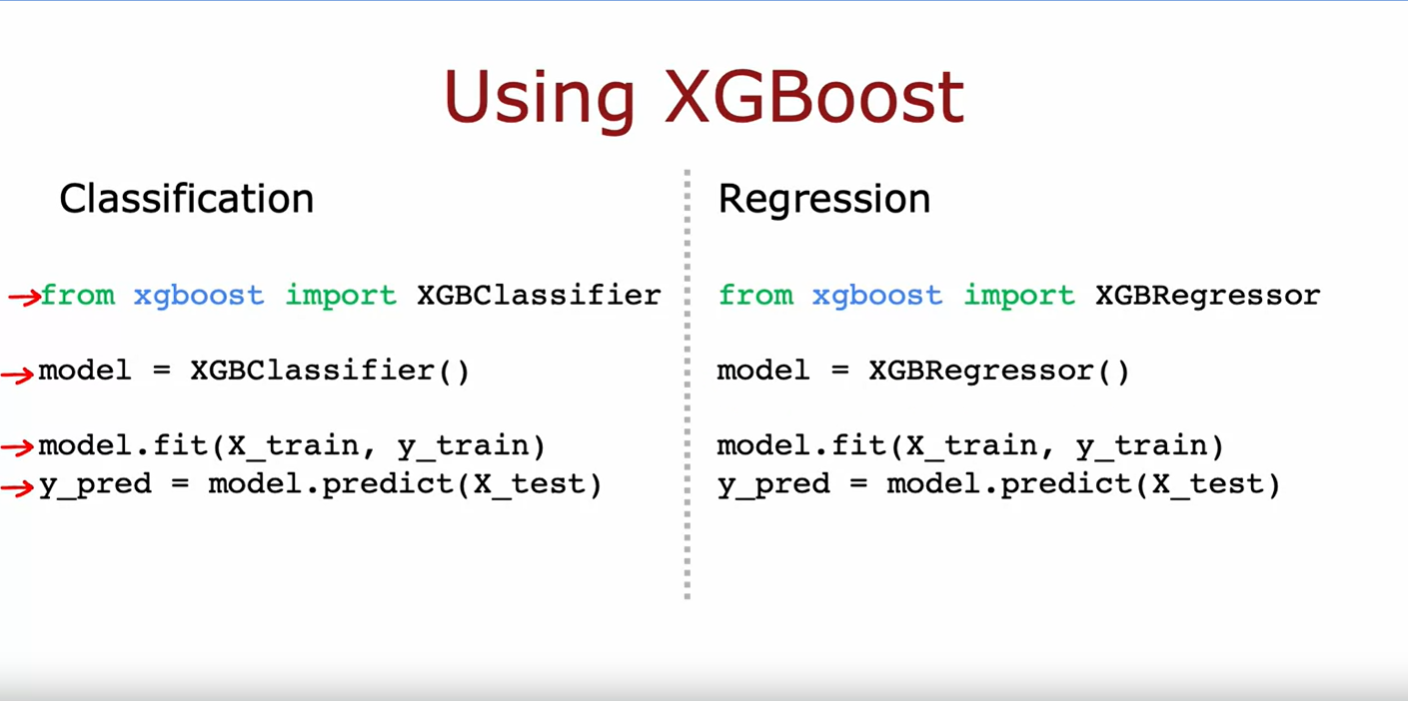 Using XGBoost
Classification
from xgboost import XGBClassifier
model = XGBClassifier()
model.fit(X_train, y_train)
y_pred = model.predict(X_test)
Regression
from xgboost import XGBRegressor
model = XGBRegressor()
model.fit(X_train, y_train)
y_pred = model.predict(X_test)